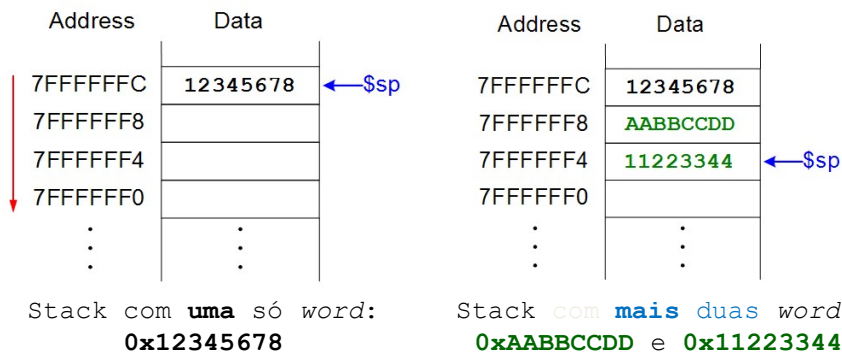 Address Data
7FFFFFFC 12345678 $sp
7FFFFFF8
7FFFFFF4
7FFFFFF0
Stack com uma só word:
0x12345678
Address Data
7FFFFFFC 12345678
7FFFFFF8 AABBCCDD
7FFFFFF4 11223344 $sp
7FFFFFF0
Stack com mais duas word
0xAABBCCDD e 0x11223344